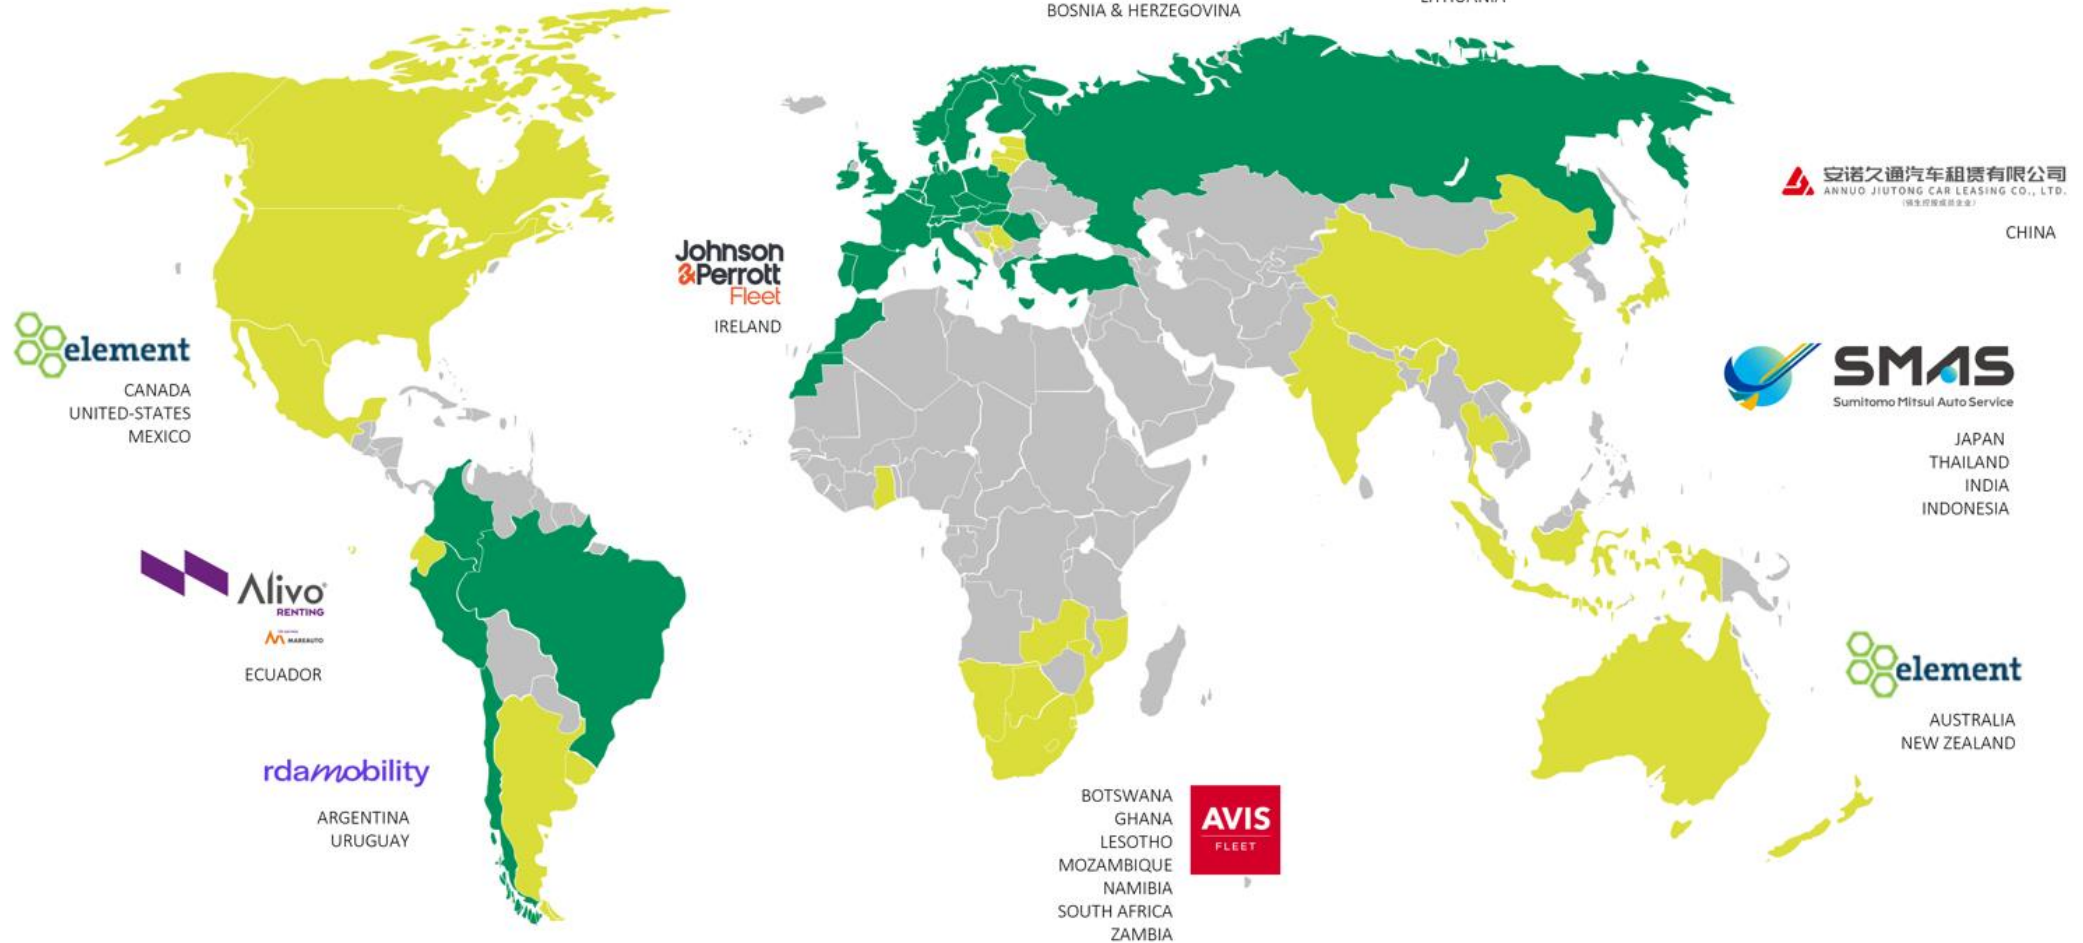 BOSNIA & HERZEGOVINA
安诺久通汽车租赁有限公司
ANNUO JIUTONG CAR LEASING CO., LTD.
CHINA
Johnson
&Perrott
Fleet
IRELAND
element
CANADA
UNITED-STATES
MEXICO
SMAS
Sumitomo Mitsui Auto Service
JAPAN
THAILAND
INDIA
INDONESIA
Alivo
RENTING
MAREAUTO
ECUADOR
element
AUSTRALIA
NEW ZEALAND
rdamobility
ARGENTINA
URUGUAY
BOTSWANA
GHANA
LESOTHO
MOZAMBIQUE
NAMIBIA
SOUTH AFRICA
ZAMBIA
AVIS
FLEET